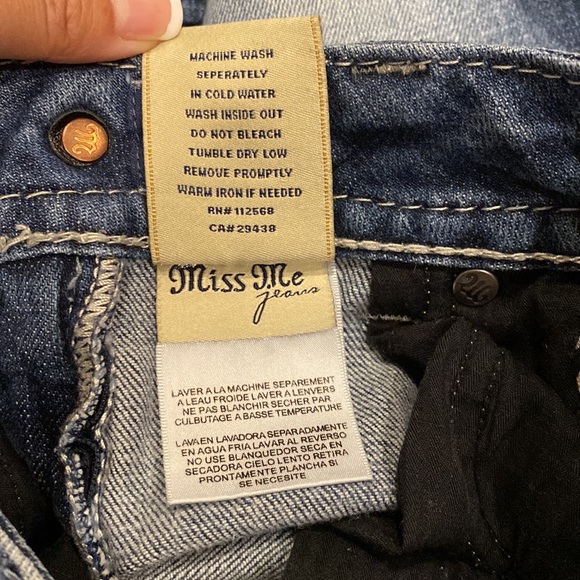 MACHINE WASH
SEPERATELY
IN COLD WATER
WASH INSIDE OUT
DO NOT BLEACH
TUMBLE DRY LOW
REMOVE PROMPTLY
WARM IRON IF NEEDED
RN# 112568
CA# 29438
Miss Me
jeans
LAVER A LA MACHINE SEPAREMENT
A LEAU FROIDE LAVER A LENVERS
NE PAS BLANCHIR SECHER PAR
CULBUTAGE A BASSE TEMPERATURE
LAVA EN LAVADORA SEPARADAMENTE
EN AGUA FRIA LAVAR AL REVERSO
NO USE BLANQUEDOR SECA EN
SECADORA CIELO LENTO RETIRA
PRONTAMENTE PLANCHA SI
SE NECESITE